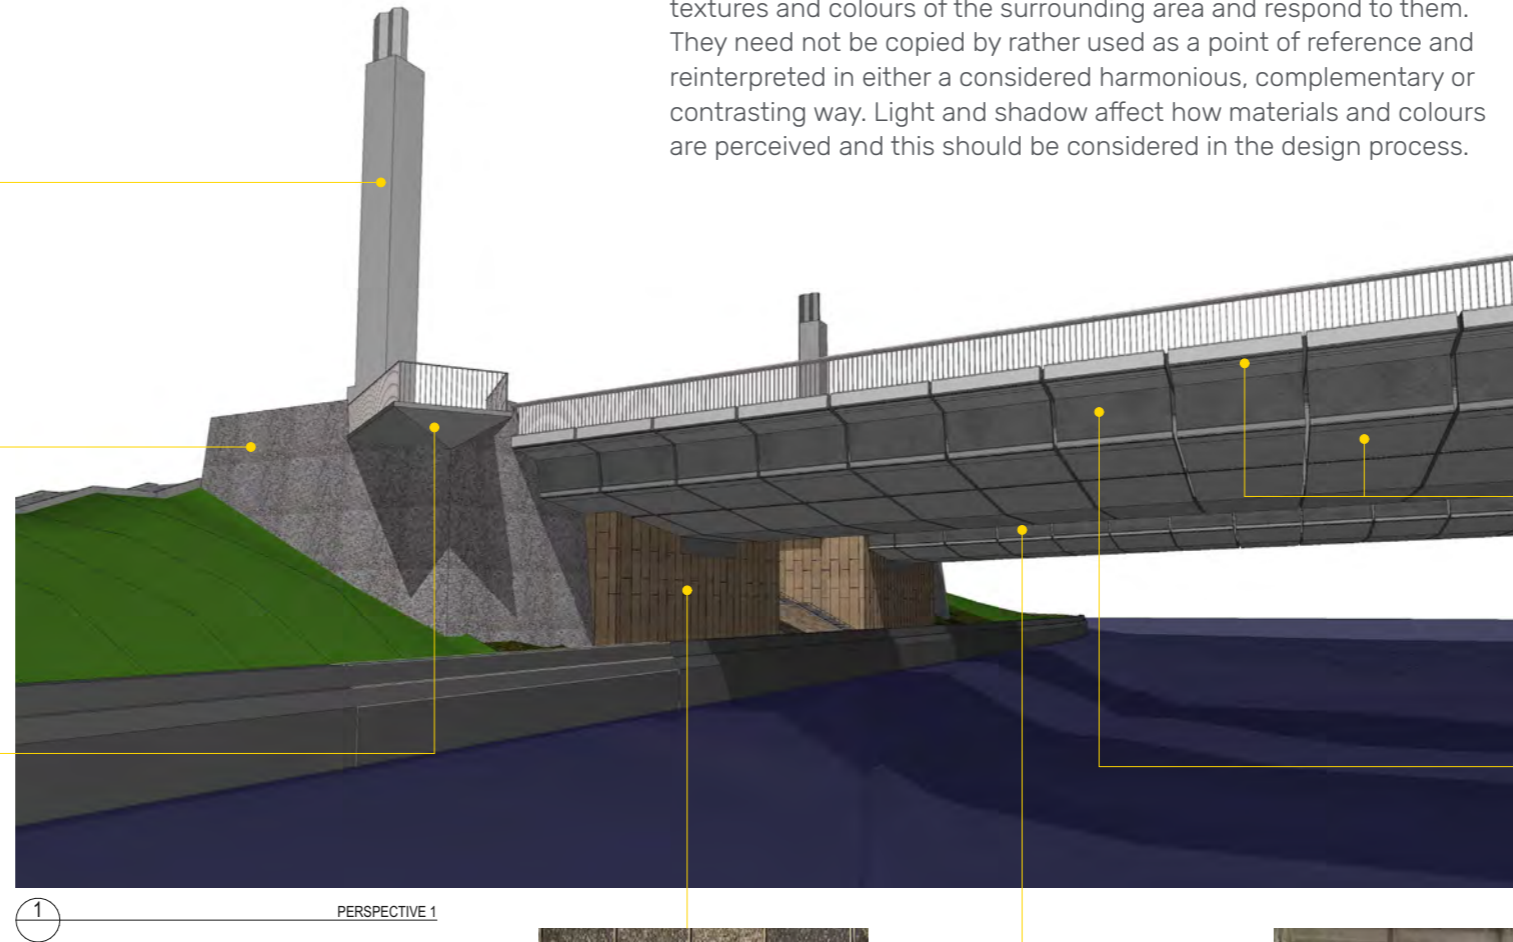 textures and colours of the surrounding area and respond to them.
They need not be copied by rather used as a point of reference and
reinterpreted in either a considered harmonious, complementary or
contrasting way. Light and shadow affect how materials and colours
are perceived and this should be considered in the design process.
1
PERSPECTIVE 1